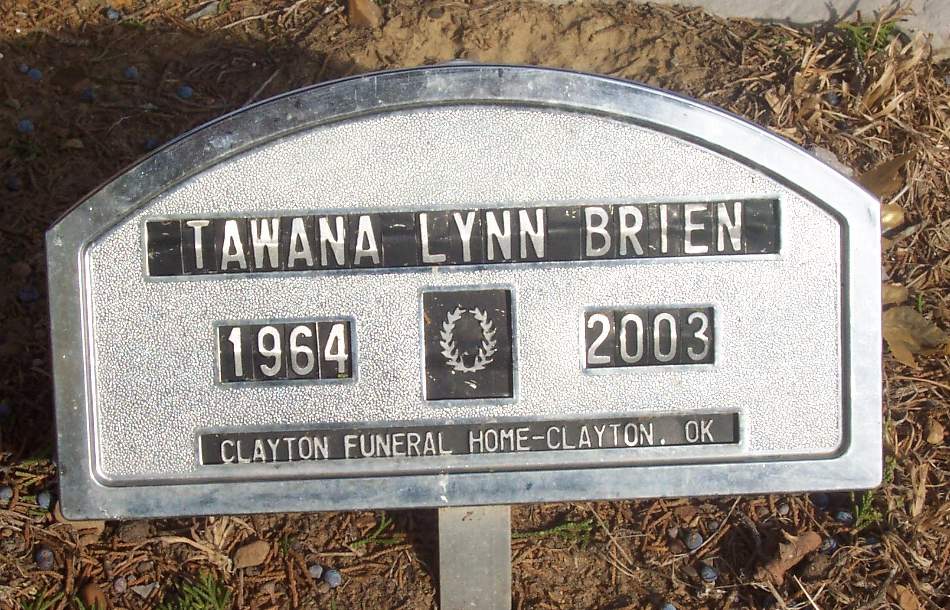 TAWANA LYNN BRIEN
1964 2003
CLAYTON FUNERAL HOME-CLAYTON, OK